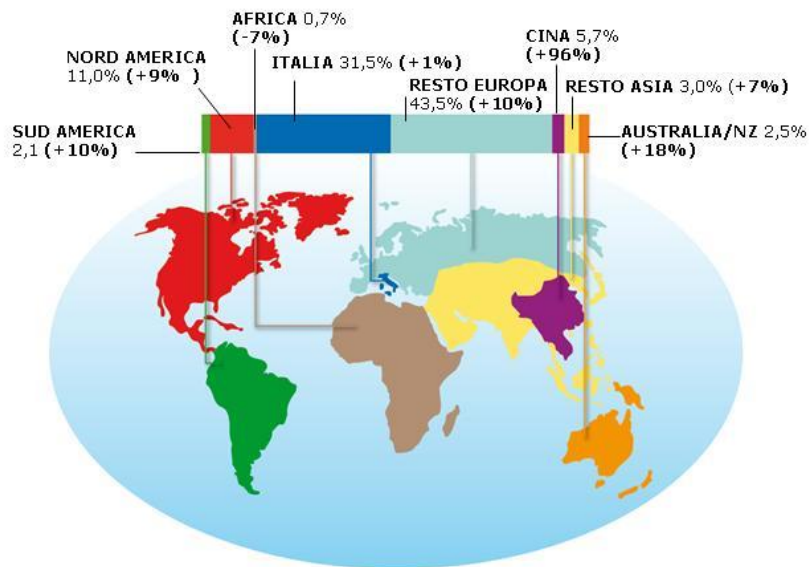 AFRICA 0,7%
(-7%)
NORD AMERICA
11,0% (+9% )
ITALIA 31,5% (+1%)
RESTO EUROPA
43,5% (+10%)
CINA 5,7%
(+96%)
RESTO ASIA 3,0% (+7%)
SUD AMERICA
2,1 (+10%)
AUSTRALIA/NZ 2,5%
(+18%)